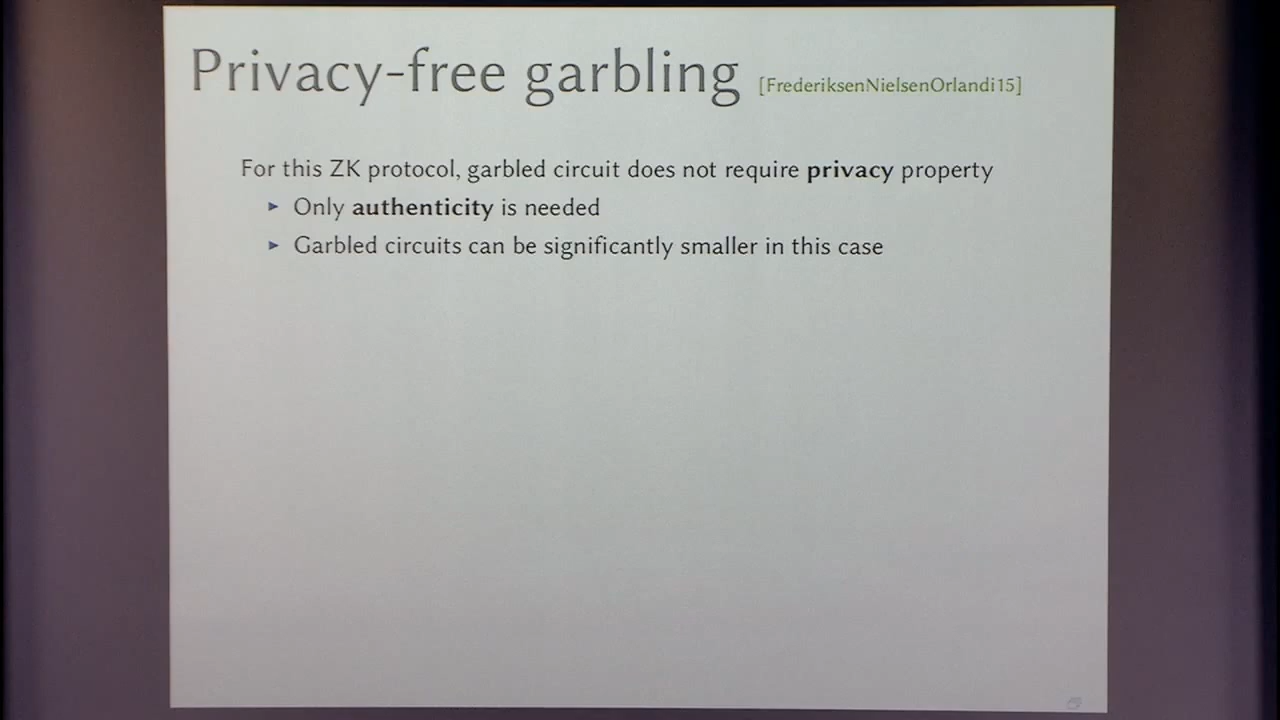 Privacy-free garbling [FrederiksenNielsenOrlandi15]
For this ZK protocol, garbled circuit does not require privacy property
► Only authenticity is needed
► Garbled circuits can be significantly smaller in this case